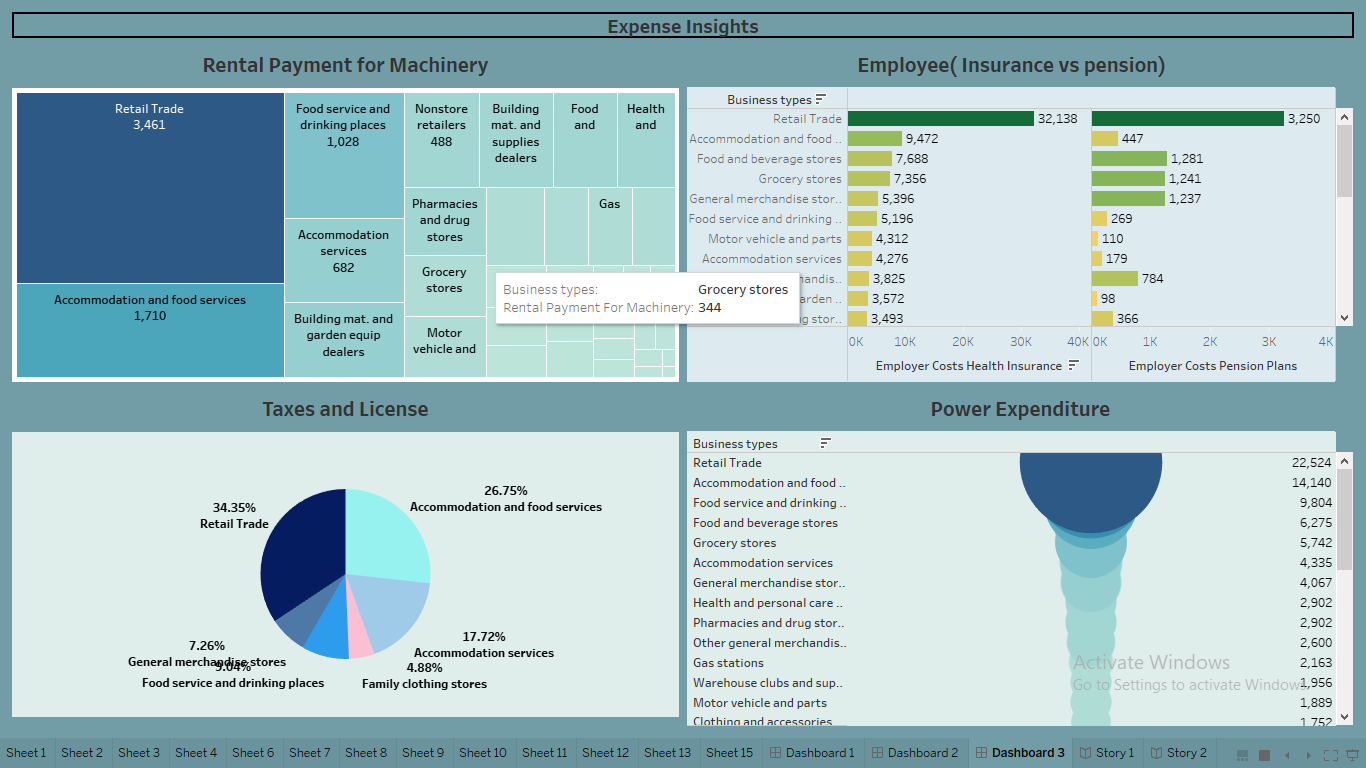 Expense Insights
Rental Payment for Machinery
Retail Trade
3,461
Accommodation and food services
1,710
Food service and
drinking places
1,028
Accommodation
services
682
Building mat. and
garden equip
dealers
Nonstore
retailers
488
Building
mat. and
supplies
dealers
Food
and
Health
and
Pharmacies
and drug
stores
Gas
Grocery
stores
Motor
vehicle and
Business types: Grocery stores
Rental Payment For Machinery: 344
Employee( Insurance vs pension)
Business types
Retail Trade 32,138 3,250
Accommodation and food .. 9,472 447
Food and beverage stores 7,688 1,281
Grocery stores 7,356 1,241
General merchandise stor.. 5,396 1,237
Food service and drinking .. 5,196 269
Motor vehicle and parts 4,312 110
Accommodation services 4,276 179
ndis.. 3,825 784
arden .. 3,572 98
g stor.. 3,493 366
0K 10K 20K 30K 40K 0K 1K 2K 3K 4K
Employer Costs Health Insurance Employer Costs Pension Plans
Taxes and License
34.35%
Retail Trade
26.75%
Accommodation and food services
17.72%
Accommodation services
4.88%
Family clothing stores
7.26%
General merchandise stores
9.04%
Food service and drinking places
Power Expenditure
Business types
Retail Trade 22,524
Accommodation and food .. 14,140
Food service and drinking .. 9,804
Food and beverage stores 6,275
Grocery stores 5,742
Accommodation services 4,335
General merchandise stor.. 4,067
Health and personal care .. 2,902
Pharmacies and drug stor.. 2,902
Other general merchandis.. 2,600
Gas stations 2,163
Warehouse clubs and sup.. 1,956
Motor vehicle and parts 1,889
Clothing and accessories 1,752
Activate Windows
Go to Settings to activate Windows.
Sheet 1 Sheet 2 Sheet 3 Sheet 4 Sheet 6 Sheet 7 Sheet 8 Sheet 9 Sheet 10 Sheet 11 Sheet 12 Sheet 13 Sheet 15 Dashboard 1 Dashboard 2 Dashboard 3 Story 1 Story 2